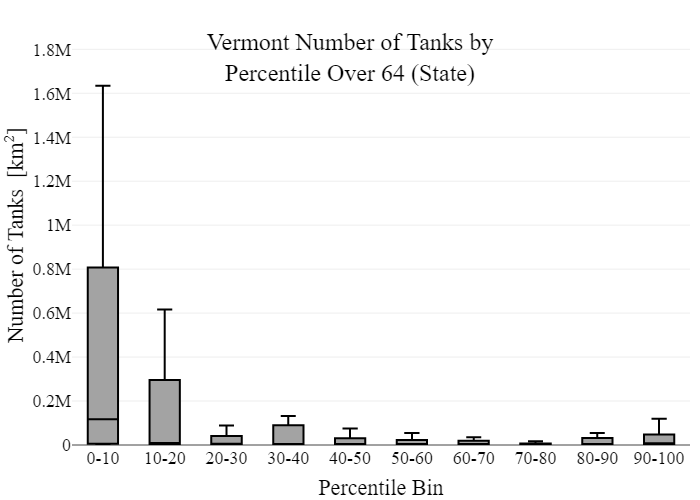 Vermont Number of Tanks by
Percentile Over 64 (State)
Number of Tanks [km²]
1.8M
1.6M
1.4M
1.2M
1M
0.8M
0.6M
0.4M
0.2M
0
0-10 10-20 20-30 30-40 40-50 50-60 60-70 70-80 80-90 90-100
Percentile Bin